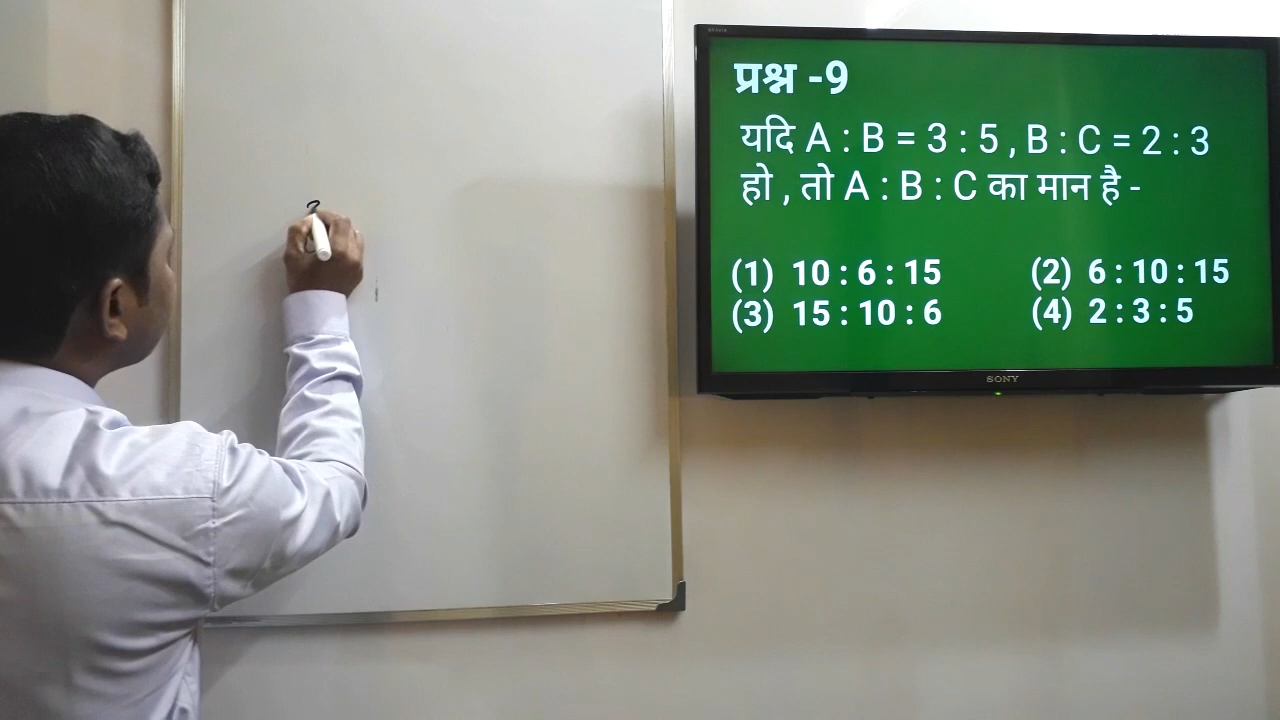 प्रश्न -9
यदि A : B = 3 : 5 , B : C = 2 : 3
हो , तो A : B : C का मान है -
(1) 10 : 6 : 15 (2) 6 : 10 : 15
(3) 15 : 10 : 6 (4) 2 : 3 : 5
SONY